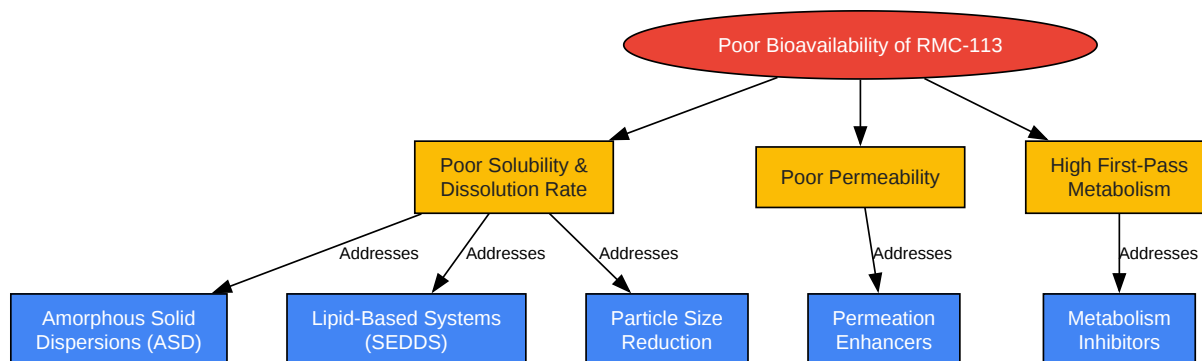 Poor Bioavailability of RMC-113
Poor Solubility &
Dissolution Rate
Poor Permeability
High First-Pass
Metabolism
Addresses
Addresses
Addresses
Addresses
Addresses
Amorphous Solid
Dispersions (ASD)
Lipid-Based Systems
(SEDDS)
Particle Size
Reduction
Permeation
Enhancers
Metabolism
Inhibitors